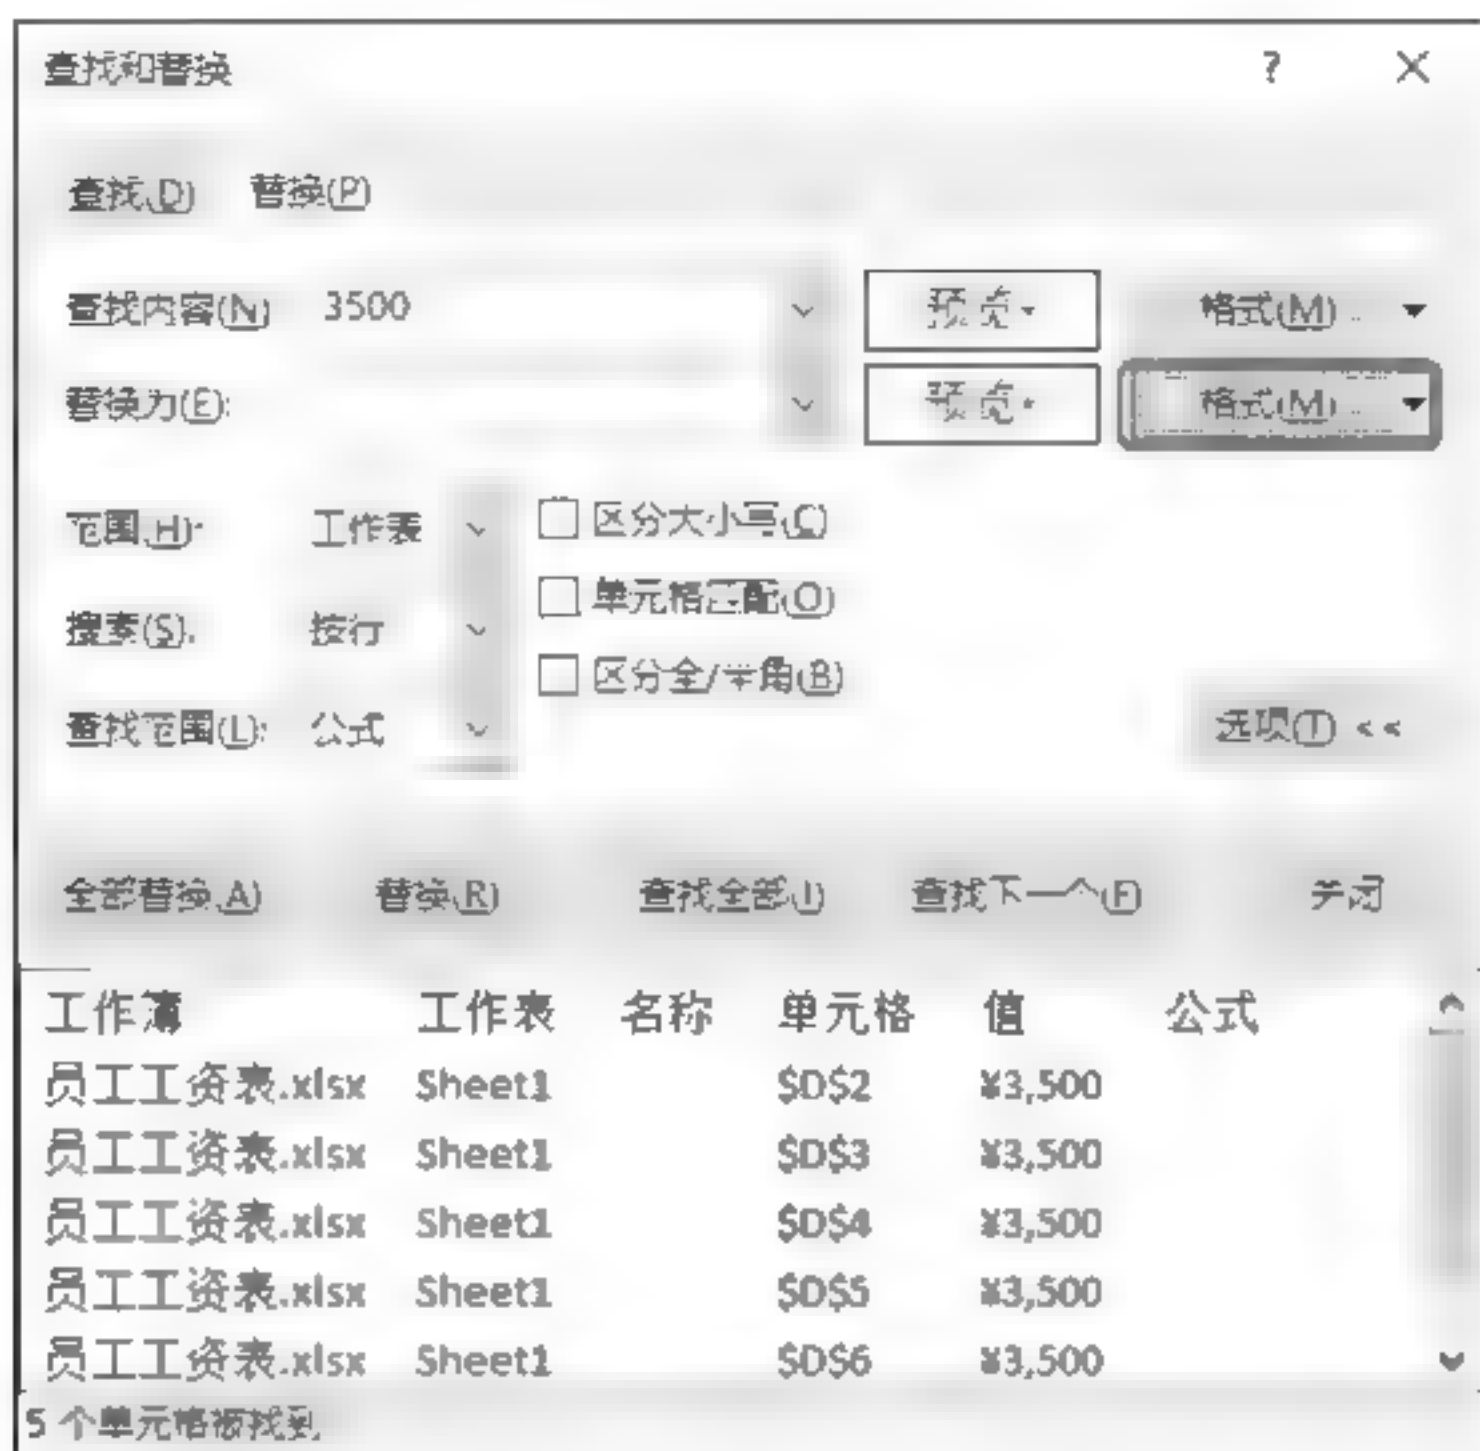 查找和替换 ? ×
查找(D) 替换(P)
查找内容(N) 3500 预览 格式(M)...
替换为(E): 预览 格式(M)...
范围(H): 工作表 区分大小写(C)
单元格匹配(O)
搜索(S): 按行
区分全/半角(B)
查找范围(L): 公式 选项(T) <<
全部替换(A) 替换(R) 查找全部(I) 查找下一个(F) 关闭
工作簿 工作表 名称 单元格 值 公式
员工工资表.xlsx Sheet1 $D$2 ¥3,500
员工工资表.xlsx Sheet1 $D$3 ¥3,500
员工工资表.xlsx Sheet1 $D$4 ¥3,500
员工工资表.xlsx Sheet1 $D$5 ¥3,500
员工工资表.xlsx Sheet1 $D$6 ¥3,500
5 个单元格被找到